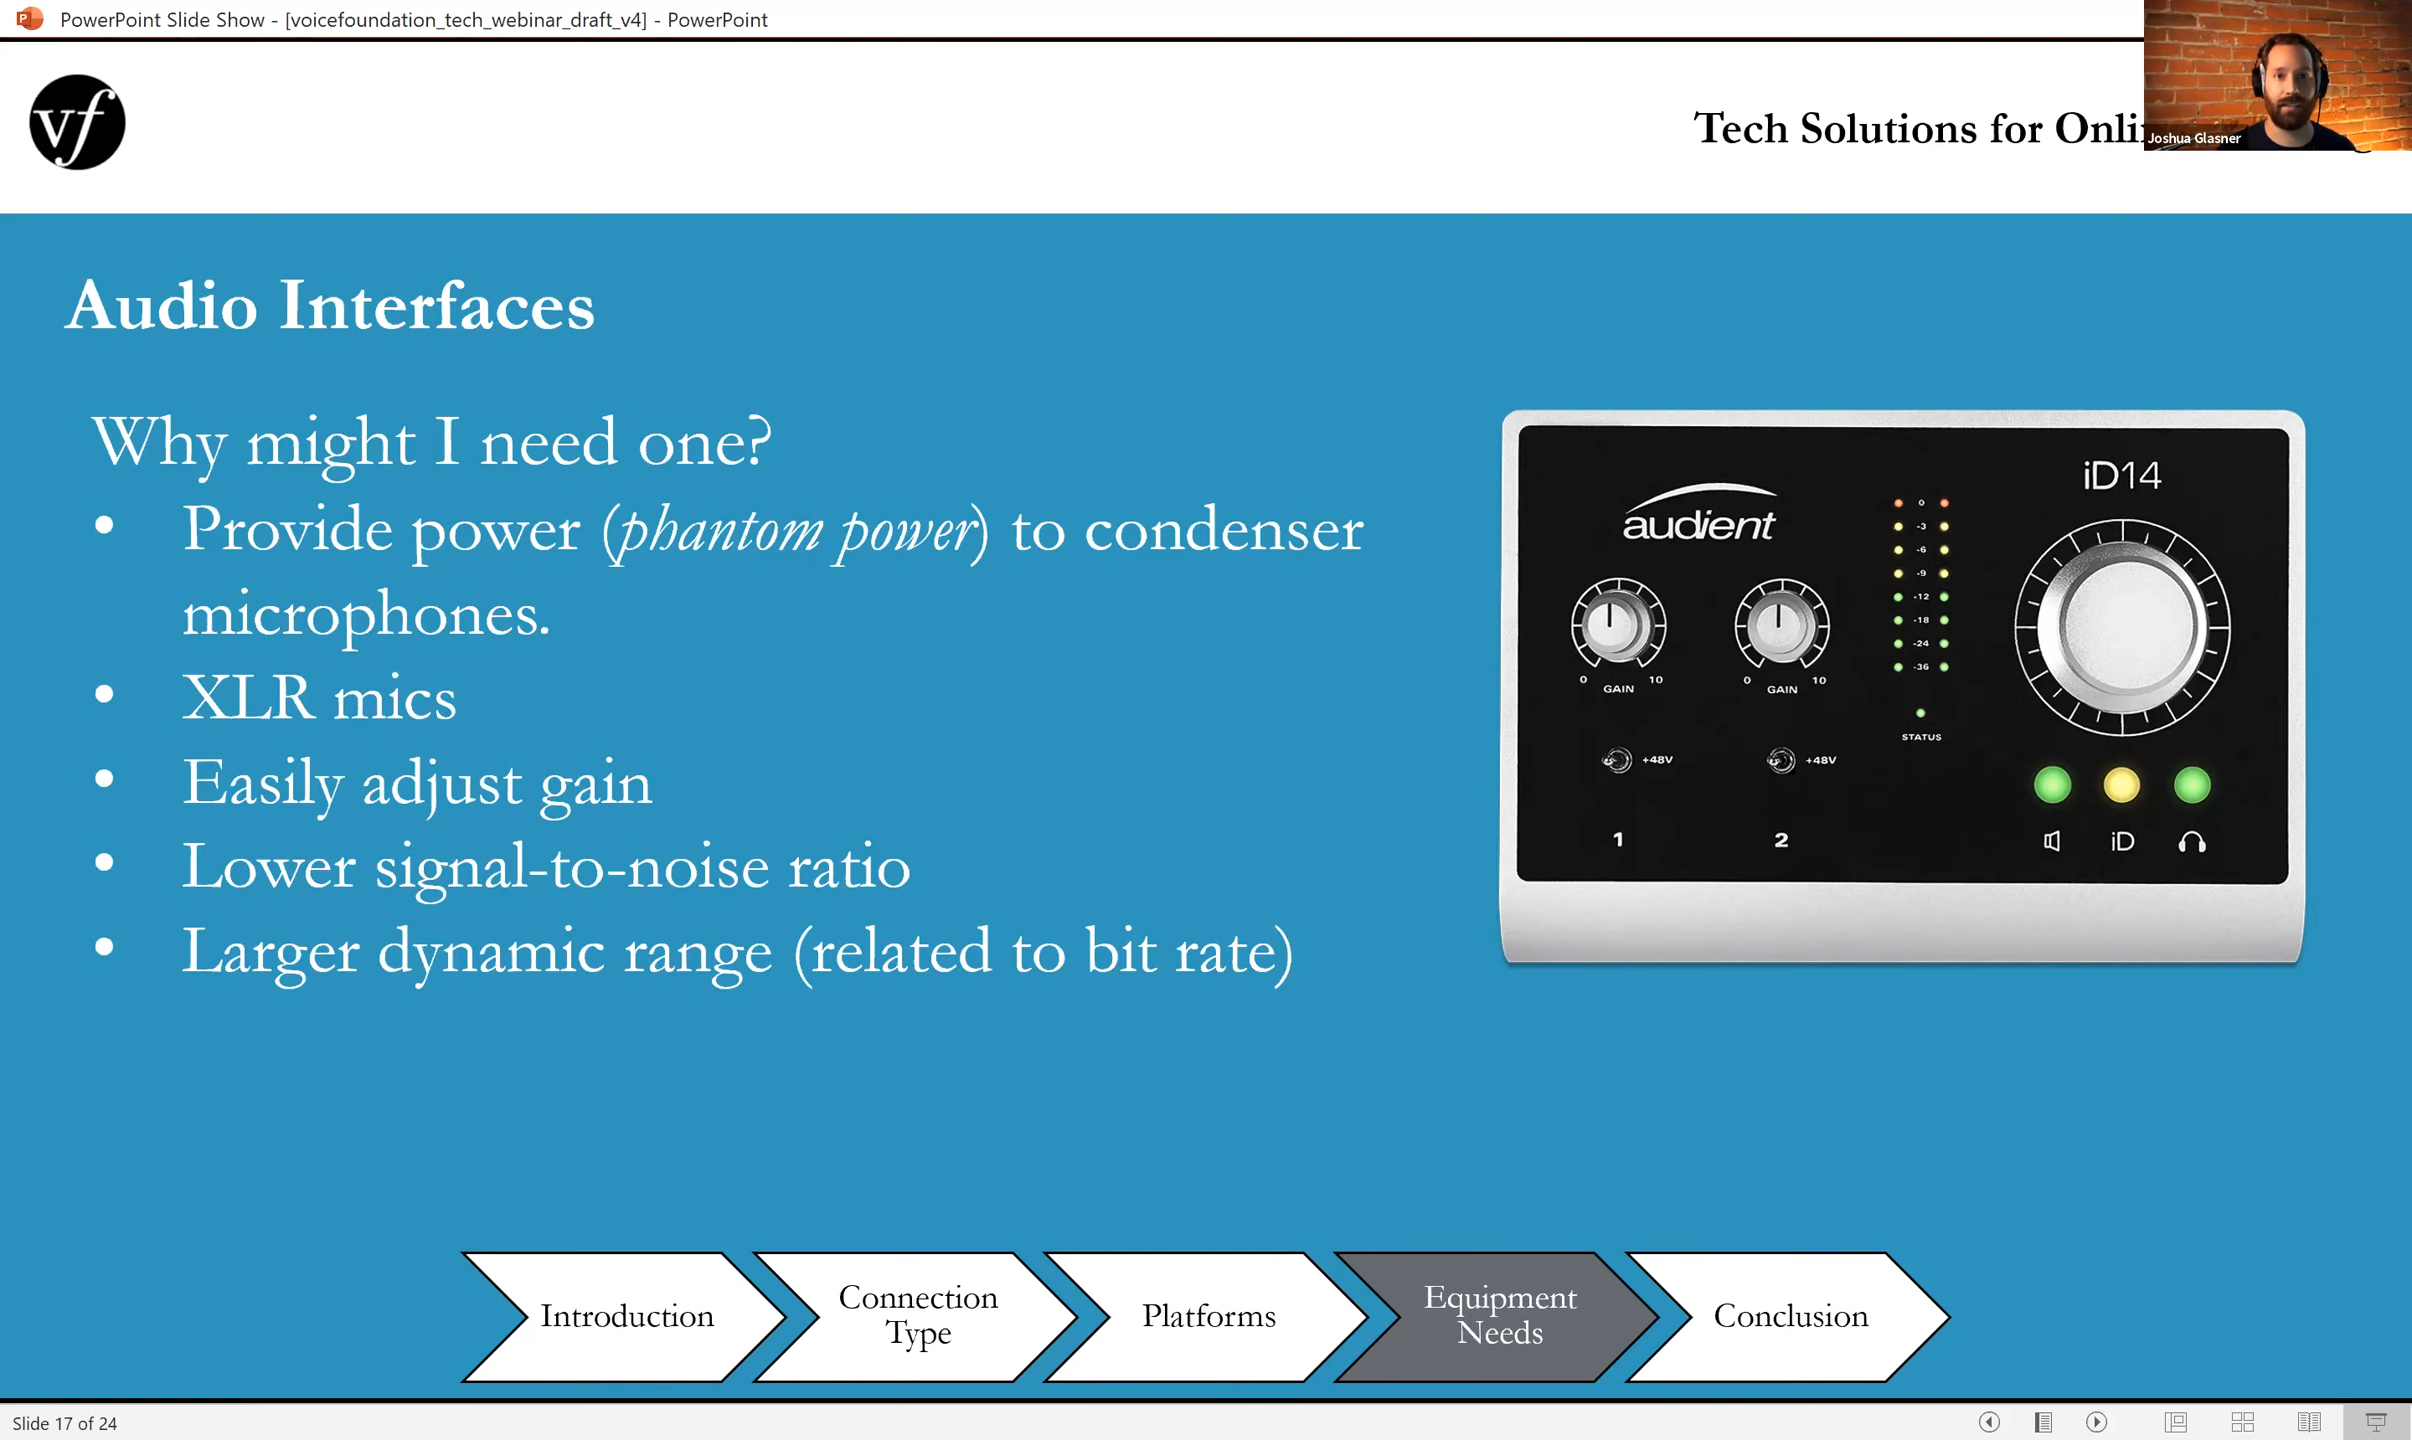 PowerPoint Slide Show - [voicefoundation_tech_webinar_draft_v4] - PowerPoint
vf
Tech Solutions for
Joshua Glasner
Audio Interfaces
Why might I need one?
• Provide power (phantom power) to condenser
microphones.
• XLR mics
• Easily adjust gain
• Lower signal-to-noise ratio
• Larger dynamic range (related to bit rate)
audient
iD14
0
-3
-6
-9
-12
-18
-24
-36
0 10
GAIN
0 10
GAIN
STATUS
+48V
+48V
1
2
iD
Introduction
Connection
Type
Platforms
Equipment
Needs
Conclusion
Slide 17 of 24